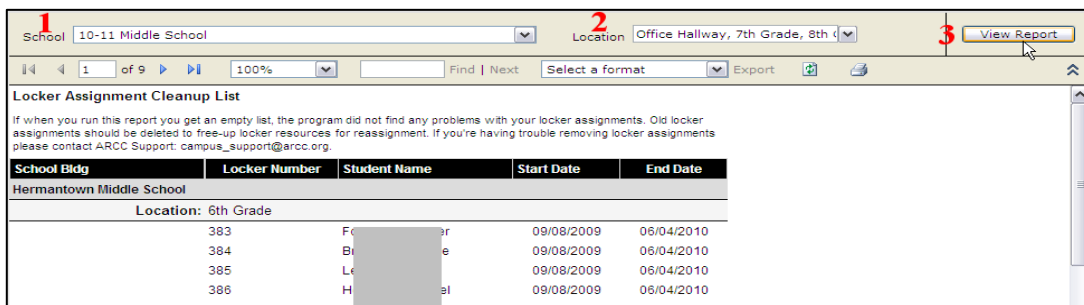 1 2 3
School 10-11 Middle School Location Office Hallway, 7th Grade, 8th View Report
1 of 9 100% Find | Next Select a format Export
Locker Assignment Cleanup List
If when you run this report you get an empty list, the program did not find any problems with your locker assignments. Old locker
assignments should be deleted to free-up locker resources for reassignment. If you're having trouble removing locker assignments
please contact ARCC Support: campus_support@arcc.org.
School Bldg Locker Number Student Name Start Date End Date
Hermantown Middle School
Location: 6th Grade
383 09/08/2009 06/04/2010
384 09/08/2009 06/04/2010
385 09/08/2009 06/04/2010
386 09/08/2009 06/04/2010